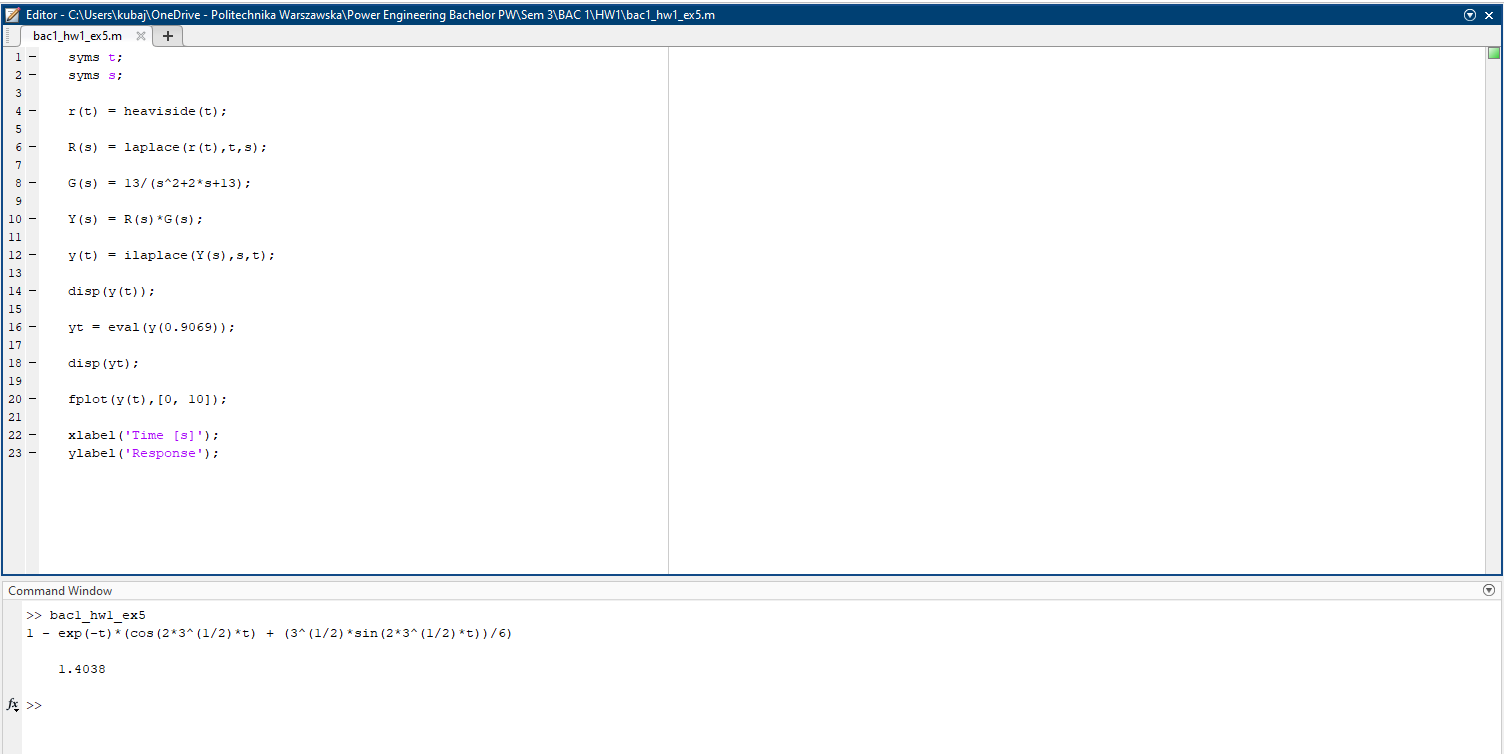 Editor - C:\Users\kubaj\OneDrive - Politechnika Warszawska\Power Engineering Bachelor PW\Sem 3\BAC 1\HW1\bac1_hw1_ex5.m
bac1_hw1_ex5.m
1 syms t;
2 syms s;
3
4 r(t) = heaviside(t);
5
6 R(s) = laplace(r(t),t,s);
7
8 G(s) = 13/(s^2+2*s+13);
9
10 Y(s) = R(s)*G(s);
11
12 y(t) = ilaplace(Y(s),s,t);
13
14 disp(y(t));
15
16 yt = eval(y(0.9069));
17
18 disp(yt);
19
20 fplot(y(t),[0, 10]);
21
22 xlabel('Time [s]');
23 ylabel('Response');
Command Window
>> bac1_hw1_ex5
1 - exp(-t)*(cos(2*3^(1/2)*t) + (3^(1/2)*sin(2*3^(1/2)*t))/6)
1.4038
fx >>